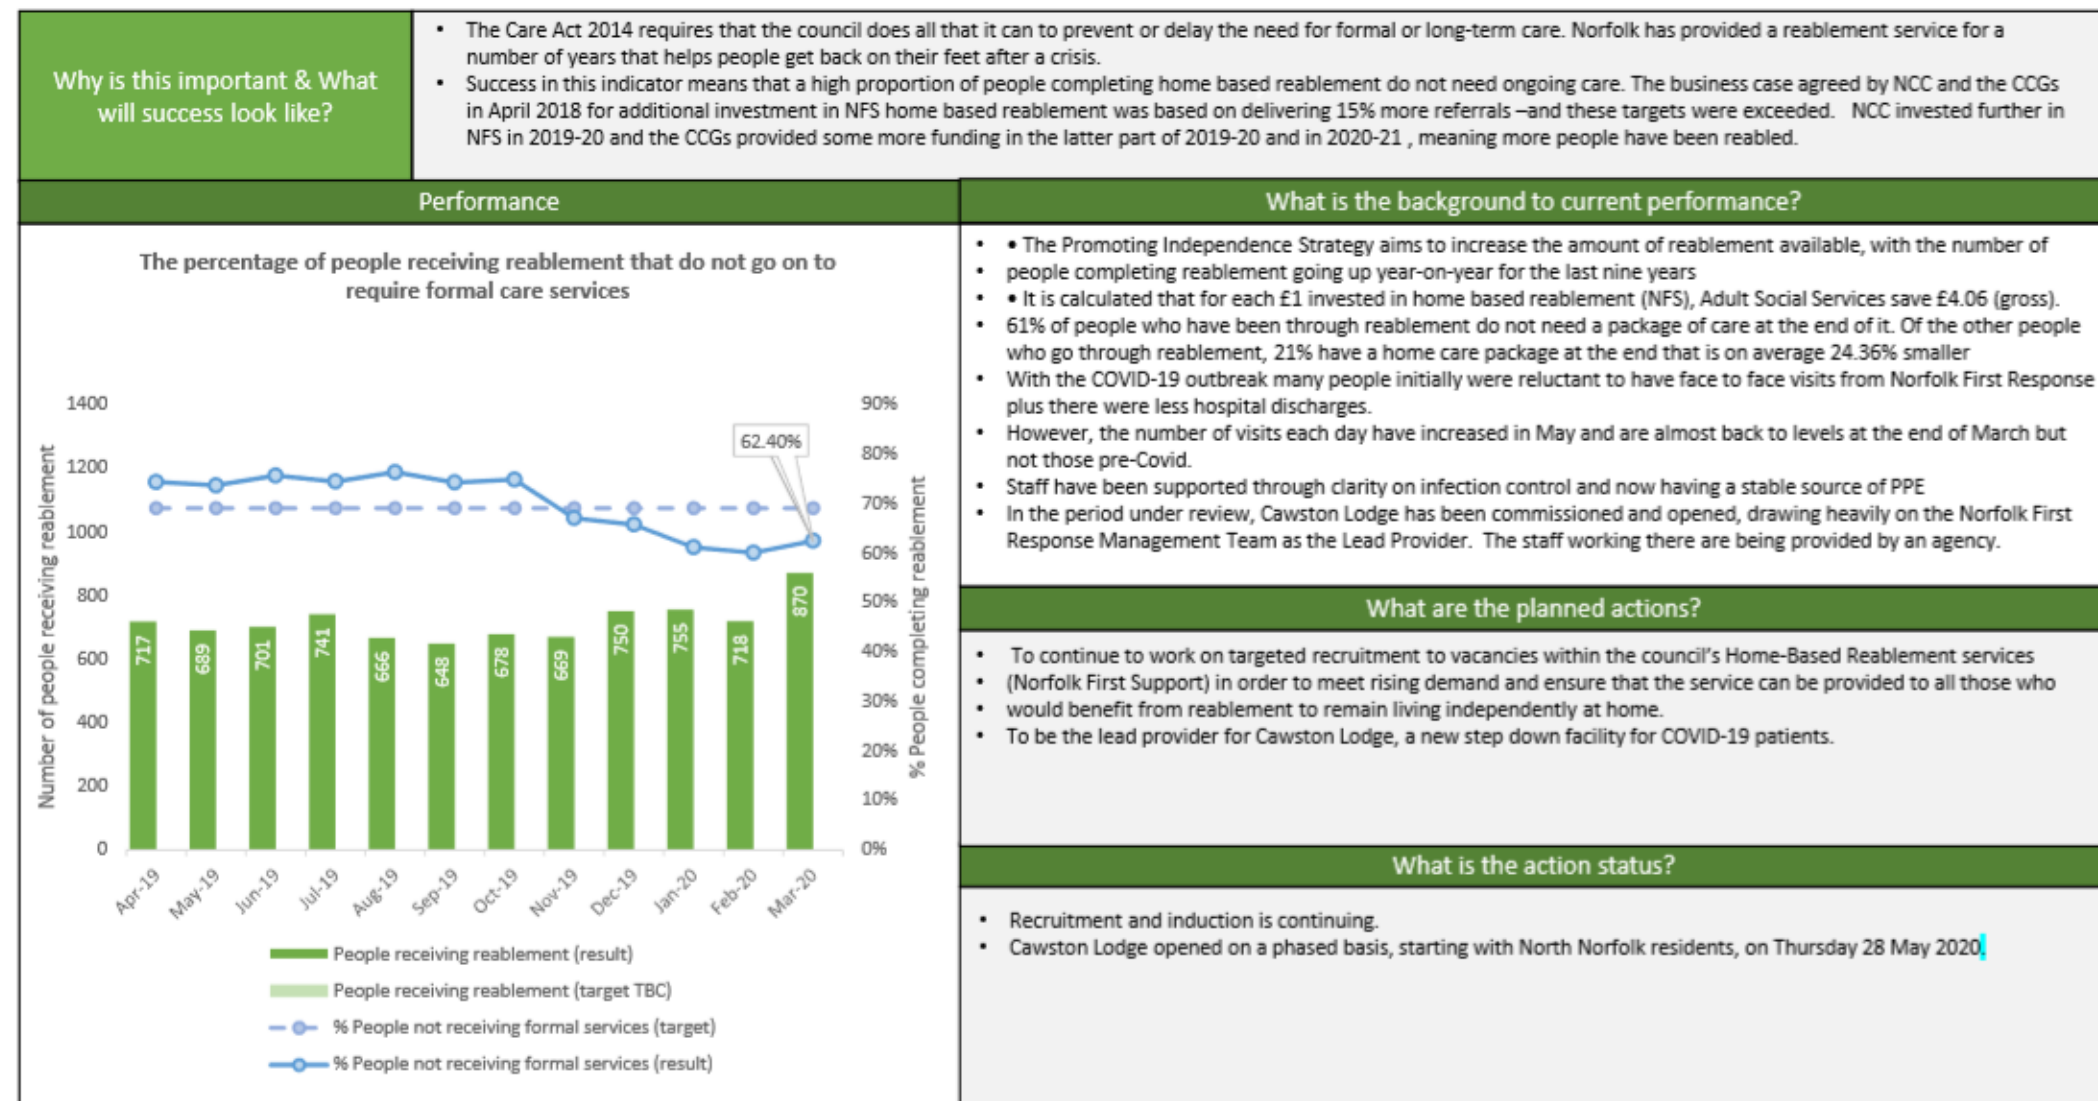 Why is this important & What
will success look like?
• The Care Act 2014 requires that the council does all that it can to prevent or delay the need for formal or long-term care. Norfolk has provided a reablement service for a
number of years that helps people get back on their feet after a crisis.
• Success in this indicator means that a high proportion of people completing home based reablement do not need ongoing care. The business case agreed by NCC and the CCGs
in April 2018 for additional investment in NFS home based reablement was based on delivering 15% more referrals –and these targets were exceeded. NCC invested further in
NFS in 2019-20 and the CCGs provided some more funding in the latter part of 2019-20 and in 2020-21 , meaning more people have been reabled.
Performance
The percentage of people receiving reablement that do not go on to
require formal care services
Number of people receiving reablement
1400
1200
1000
800
600
400
200
0
62.40%
717
689
701
741
666
648
678
669
750
755
718
870
90%
80%
70%
60%
50%
40%
30%
20%
10%
0%
% People completing reablement
Apr-19
May-19
Jun-19
Jul-19
Aug-19
Sep-19
Oct-19
Nov-19
Dec-19
Jan-20
Feb-20
Mar-20
People receiving reablement (result)
People receiving reablement (target TBC)
% People not receiving formal services (target)
% People not receiving formal services (result)
What is the background to current performance?
• • The Promoting Independence Strategy aims to increase the amount of reablement available, with the number of
• people completing reablement going up year-on-year for the last nine years
• • It is calculated that for each £1 invested in home based reablement (NFS), Adult Social Services save £4.06 (gross).
• 61% of people who have been through reablement do not need a package of care at the end of it. Of the other people
who go through reablement, 21% have a home care package at the end that is on average 24.36% smaller
• With the COVID-19 outbreak many people initially were reluctant to have face to face visits from Norfolk First Response
plus there were less hospital discharges.
• However, the number of visits each day have increased in May and are almost back to levels at the end of March but
not those pre-Covid.
• Staff have been supported through clarity on infection control and now having a stable source of PPE
• In the period under review, Cawston Lodge has been commissioned and opened, drawing heavily on the Norfolk First
Response Management Team as the Lead Provider. The staff working there are being provided by an agency.
What are the planned actions?
• To continue to work on targeted recruitment to vacancies within the council's Home-Based Reablement services
• (Norfolk First Support) in order to meet rising demand and ensure that the service can be provided to all those who
• would benefit from reablement to remain living independently at home.
• To be the lead provider for Cawston Lodge, a new step down facility for COVID-19 patients.
What is the action status?
• Recruitment and induction is continuing.
• Cawston Lodge opened on a phased basis, starting with North Norfolk residents, on Thursday 28 May 2020.